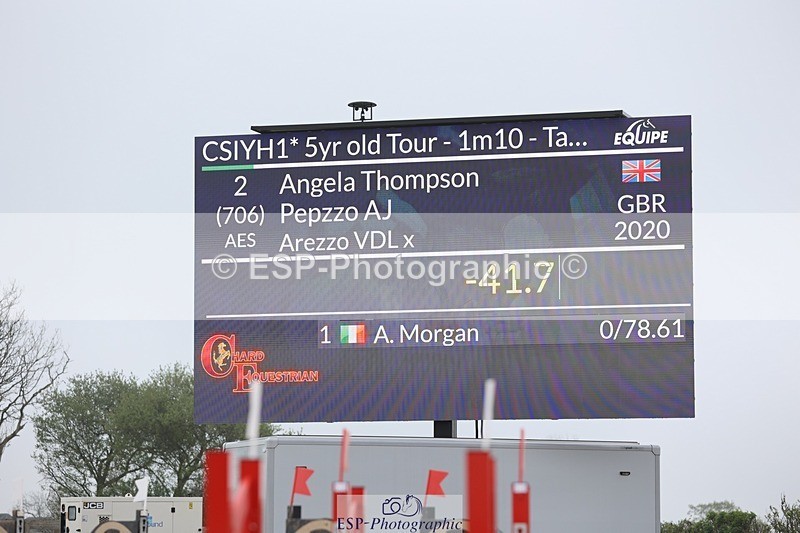 CSIYH1* 5yr old Tour - 1m10 - Ta...
EQUIPE
2 Angela Thompson
(706) Pepzzo AJ GBR
AES Arezzo VDL x 2020
© ESP-Photographic ©
-41.7
1 A. Morgan 0/78.61
CHARD
EQUESTRIAN
JCB
ESP-Photographic